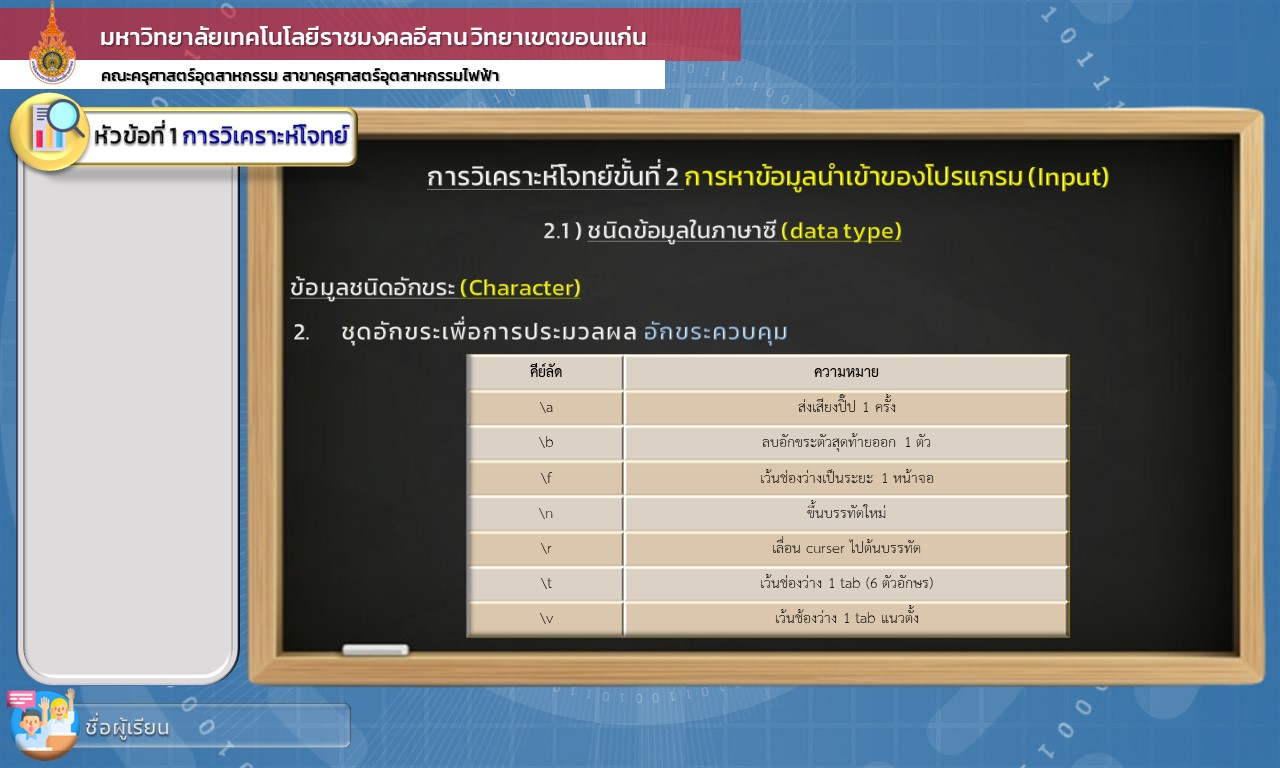 มหาวิทยาลัยเทคโนโลยีราชมงคลอีสาน วิทยาเขตขอนแก่น
คณะครุศาสตร์อุตสาหกรรม สาขาครุศาสตร์อุตสาหกรรมไฟฟ้า
หัวข้อที่ 1 การวิเคราะห์โจทย์
การวิเคราะห์โจทย์ขั้นที่ 2 การหาข้อมูลนำเข้าของโปรแกรม (Input)
2.1 ) ชนิดข้อมูลในภาษาซี (data type)
ข้อมูลชนิดอักขระ (Character)
2. ชุดอักขระเพื่อการประมวลผล อักขระควบคุม
คีย์ลัด ความหมาย
\a ส่งเสียงปิ๊ป 1 ครั้ง
\b ลบอักขระตัวสุดท้ายออก 1 ตัว
\f เว้นช่องว่างเป็นระยะ 1 หน้าจอ
\n ขึ้นบรรทัดใหม่
\r เลื่อน curser ไปต้นบรรทัด
\t เว้นช่องว่าง 1 tab (6 ตัวอักษร)
\v เว้นช้องว่าง 1 tab แนวตั้ง
ชื่อผู้เรียน